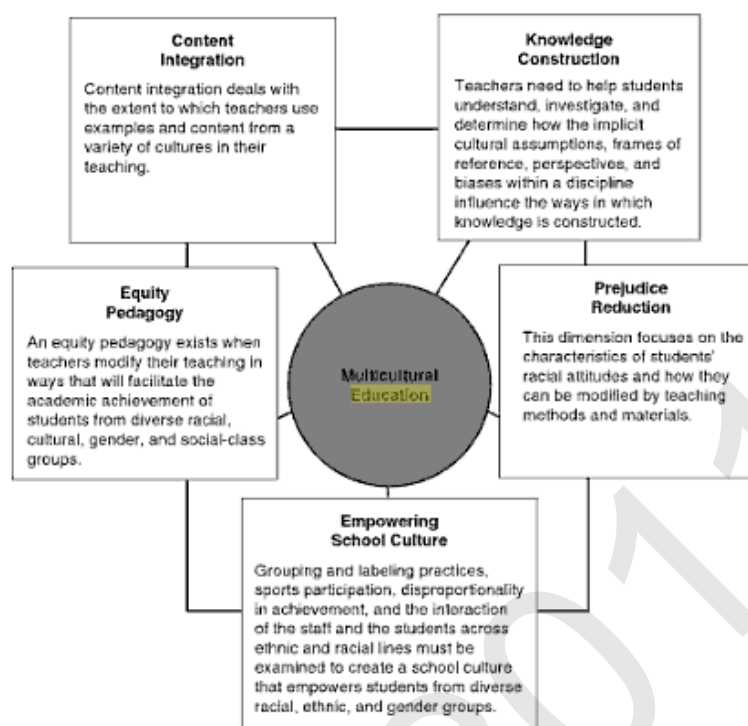 Content
Integration
Content integration deals with
the extent to which teachers use
examples and content from a
variety of cultures in their
teaching.
Knowledge
Construction
Teachers need to help students
understand, investigate, and
determine how the implicit
cultural assumptions, frames of
reference, perspectives, and
biases within a discipline
influence the ways in which
knowledge is constructed.
Equity
Pedagogy
An equity pedagogy exists when
teachers modify their teaching in
ways that will facilitate the
academic achievement of
students from diverse racial,
cultural, gender, and social-class
groups.
Multicultural
Education
Prejudice
Reduction
This dimension focuses on the
characteristics of students'
racial attitudes and how they
can be modified by teaching
methods and materials.
Empowering
School Culture
Grouping and labeling practices,
sports participation, disproportionality
in achievement, and the interaction
of the staff and the students across
ethnic and racial lines must be
examined to create a school culture
that empowers students from diverse
racial, ethnic, and gender groups.
2011